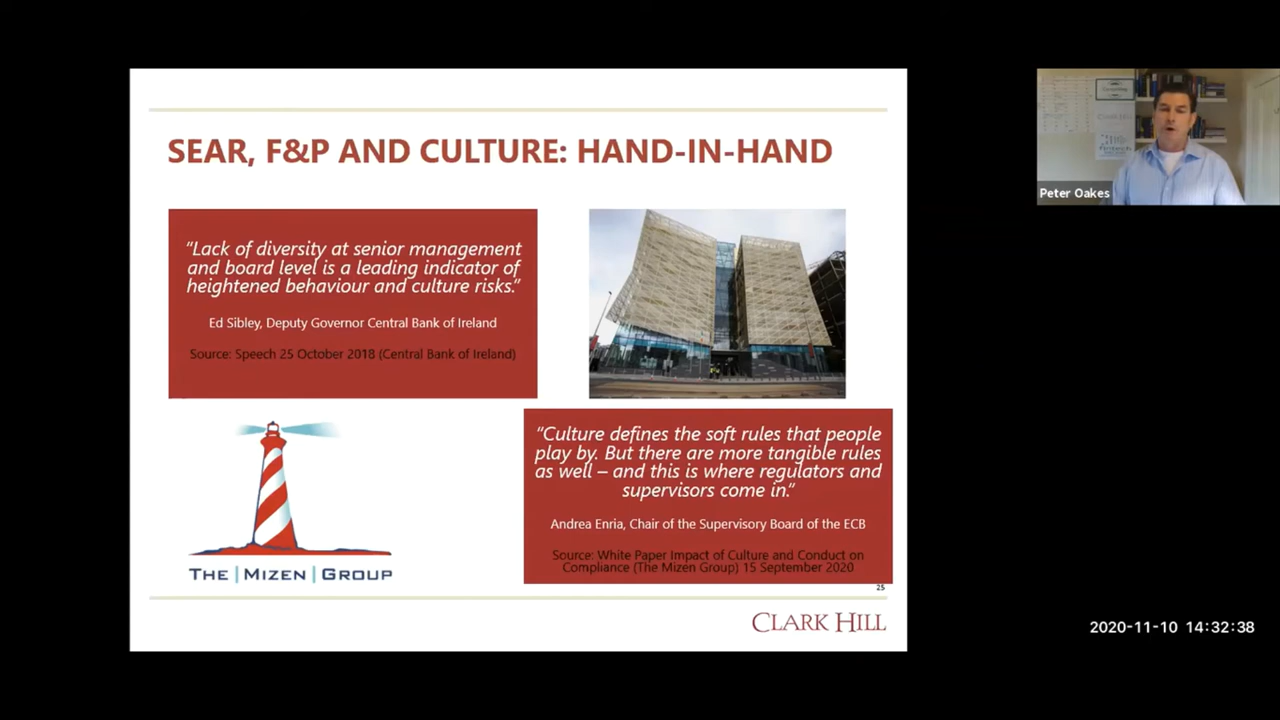 SEAR, F&P AND CULTURE: HAND-IN-HAND
“Lack of diversity at senior management
and board level is a leading indicator of
heightened behaviour and culture risks.”
Ed Sibley, Deputy Governor Central Bank of Ireland
Source: Speech 25 October 2018 (Central Bank of Ireland)
“Culture defines the soft rules that people
play by. But there are more tangible rules
as well – and this is where regulators and
supervisors come in.”
Andrea Enria, Chair of the Supervisory Board of the ECB
Source: White Paper Impact of Culture and Conduct on
Compliance (The Mizen Group) 15 September 2020
THE | MIZEN | GROUP
25
CLARK HILL
Peter Oakes
CLARK HILL
2020-11-10 14:32:38